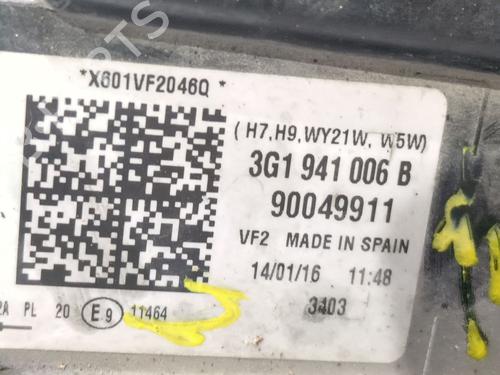 *X601VF2046Q *
(H7,H9,WY21W, W5W)
3G1 941 006 B
90049911
VF2 MADE IN SPAIN
14/01/16 11:48
3403
2A PL 20 E9 11464